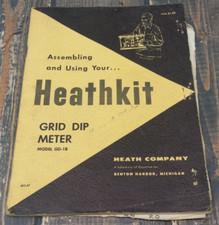 Assembling
and Using Your...
Heathkit
GRID DIP
METER
MODEL GD-1B
HEATH COMPANY
BENTON HARBOR, MICHIGAN